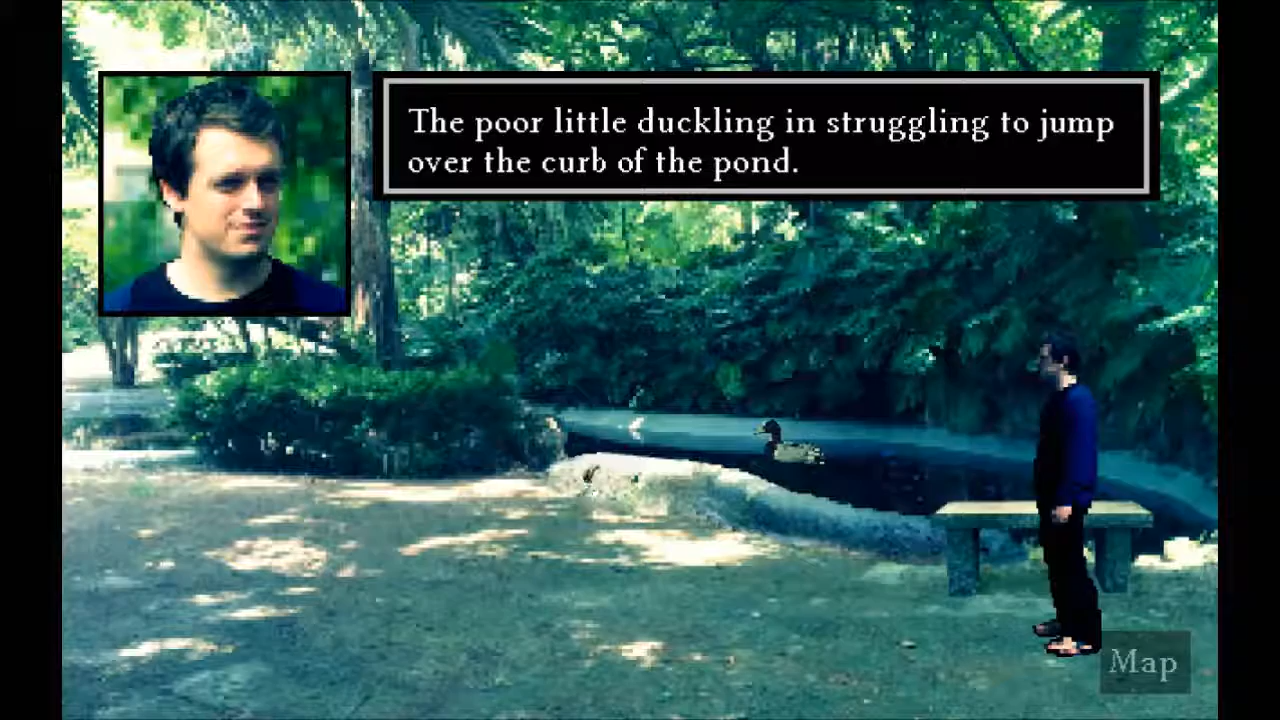 The poor little duckling in struggling to jump
over the curb of the pond.
Map